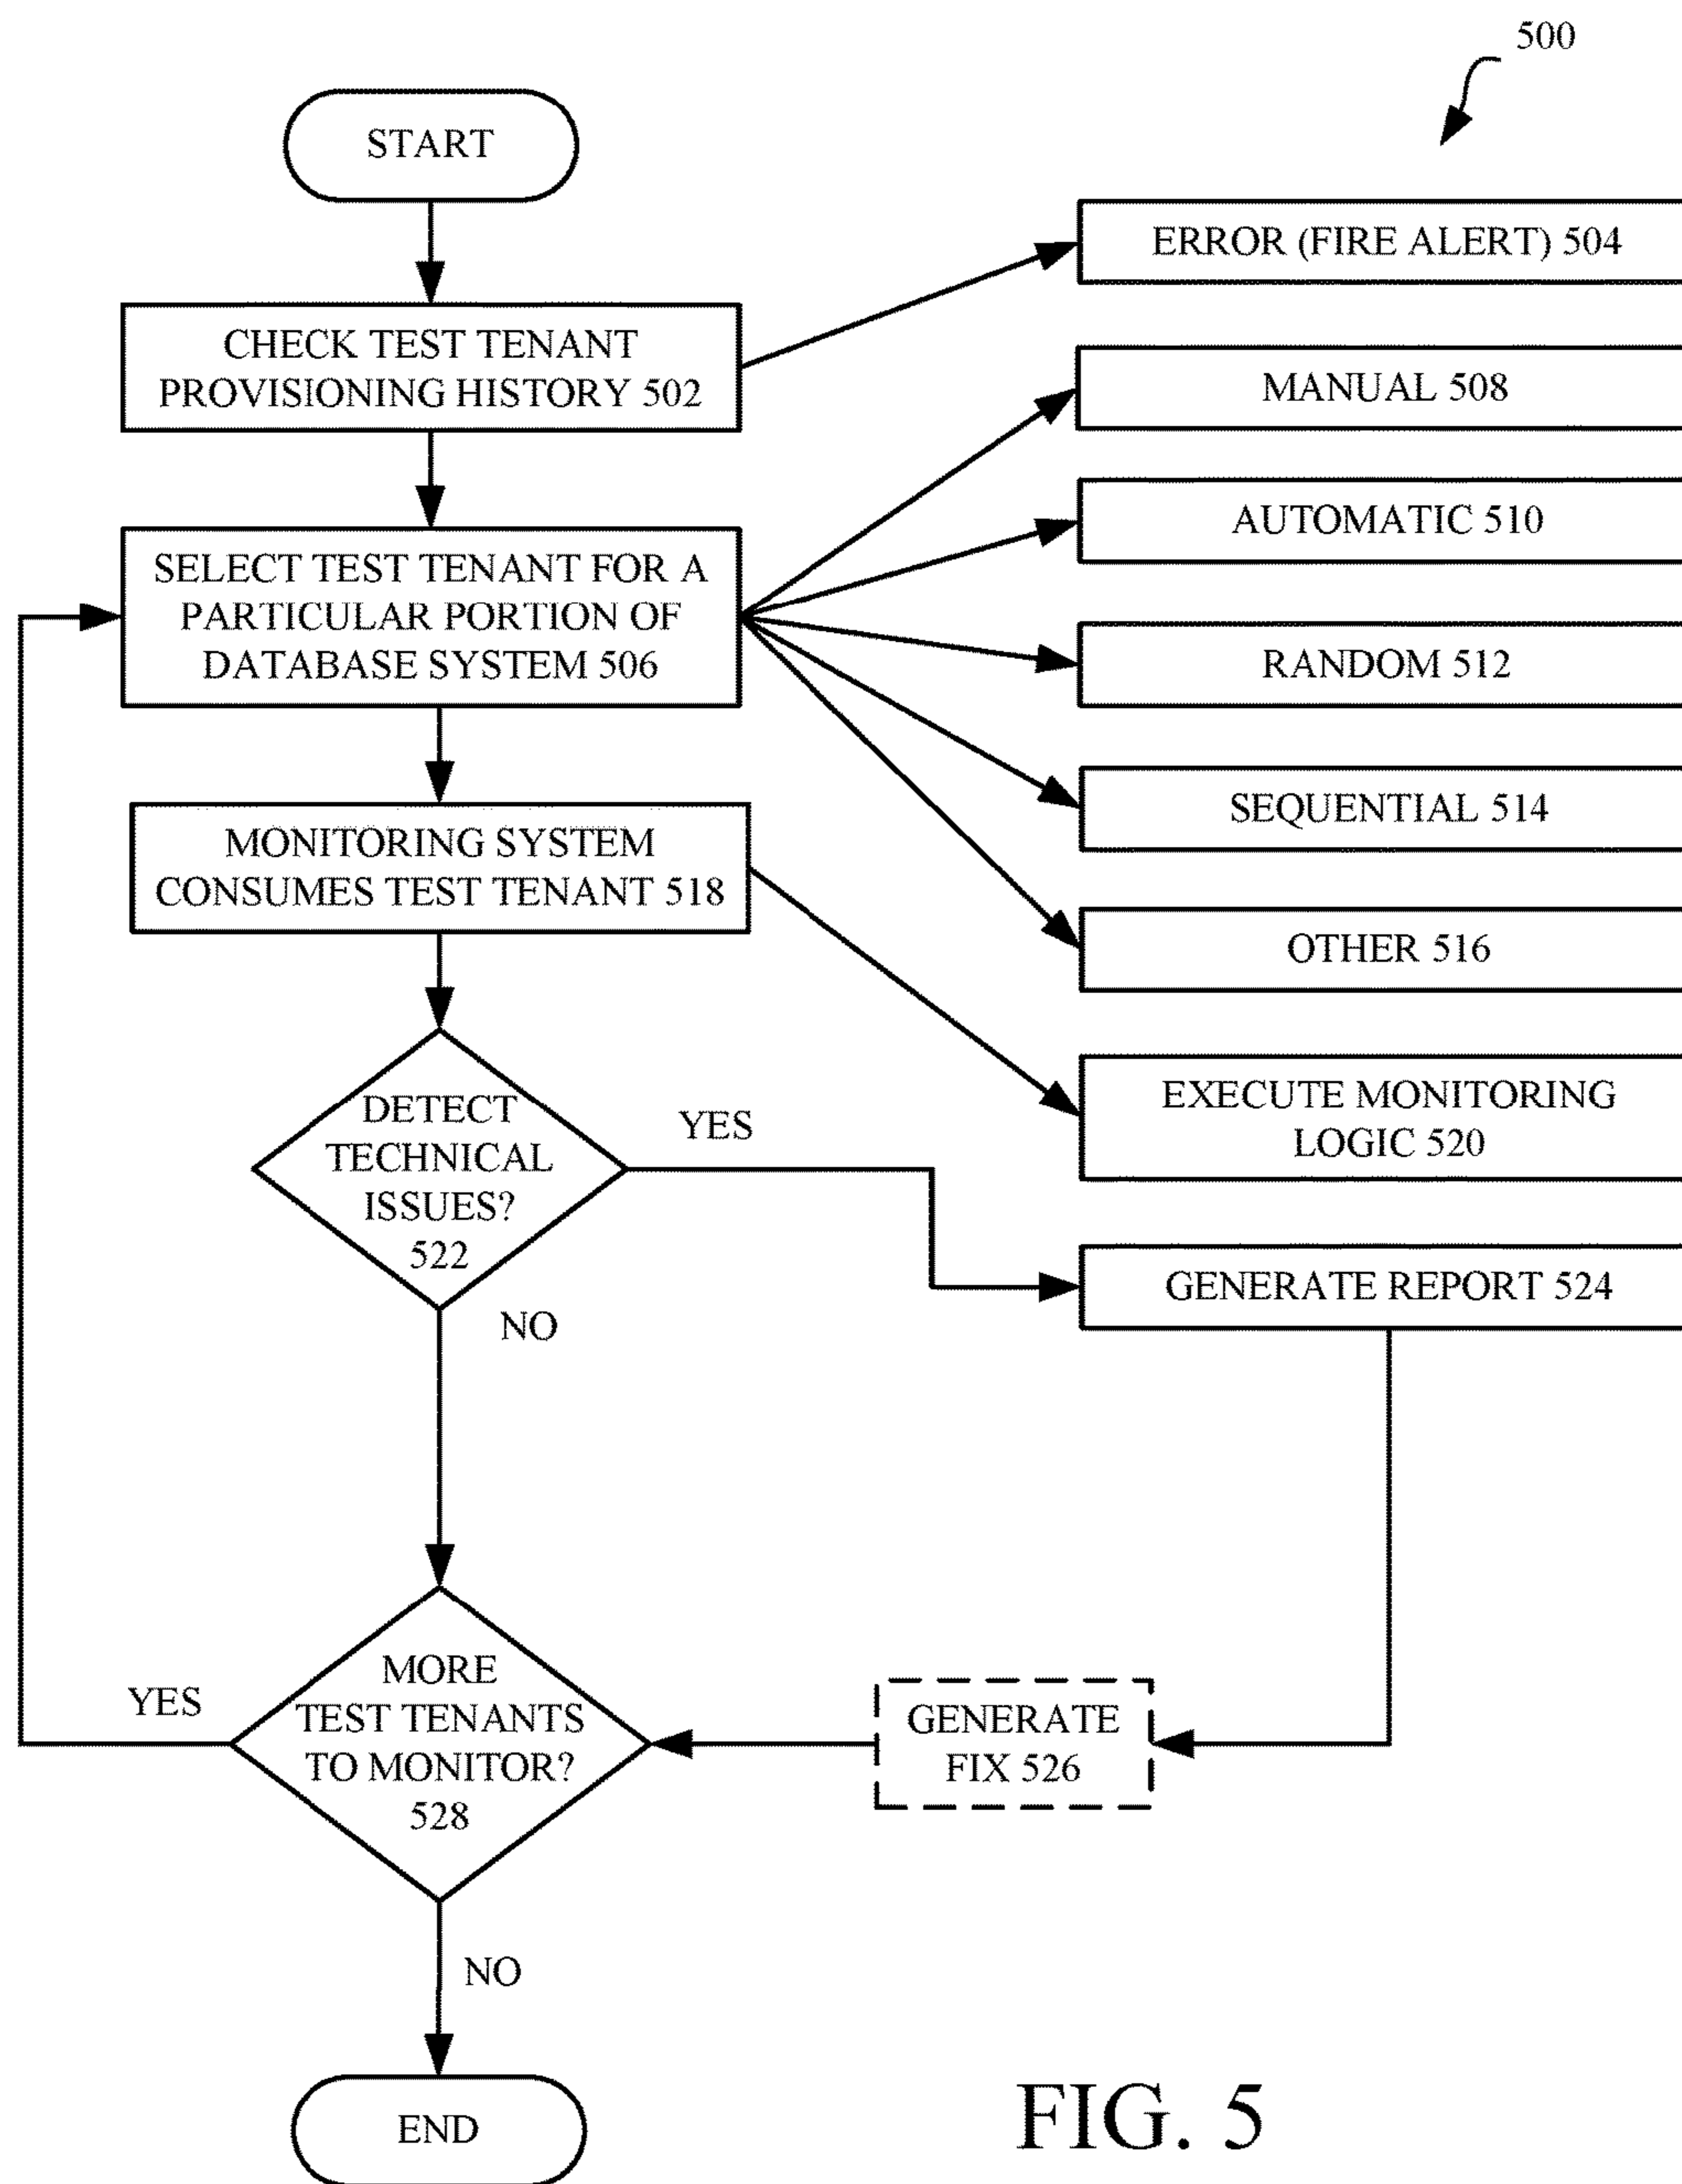 500
START
ERROR (FIRE ALERT) 504
CHECK TEST TENANT
PROVISIONING HISTORY 502
MANUAL 508
AUTOMATIC 510
SELECT TEST TENANT FOR A
PARTICULAR PORTION OF
DATABASE SYSTEM 506
RANDOM 512
SEQUENTIAL 514
MONITORING SYSTEM
CONSUMES TEST TENANT 518
OTHER 516
EXECUTE MONITORING
LOGIC 520
DETECT
TECHNICAL
ISSUES?
522
YES
NO
GENERATE REPORT 524
MORE
TEST TENANTS
TO MONITOR?
528
YES
GENERATE
FIX 526
NO
END
FIG. 5